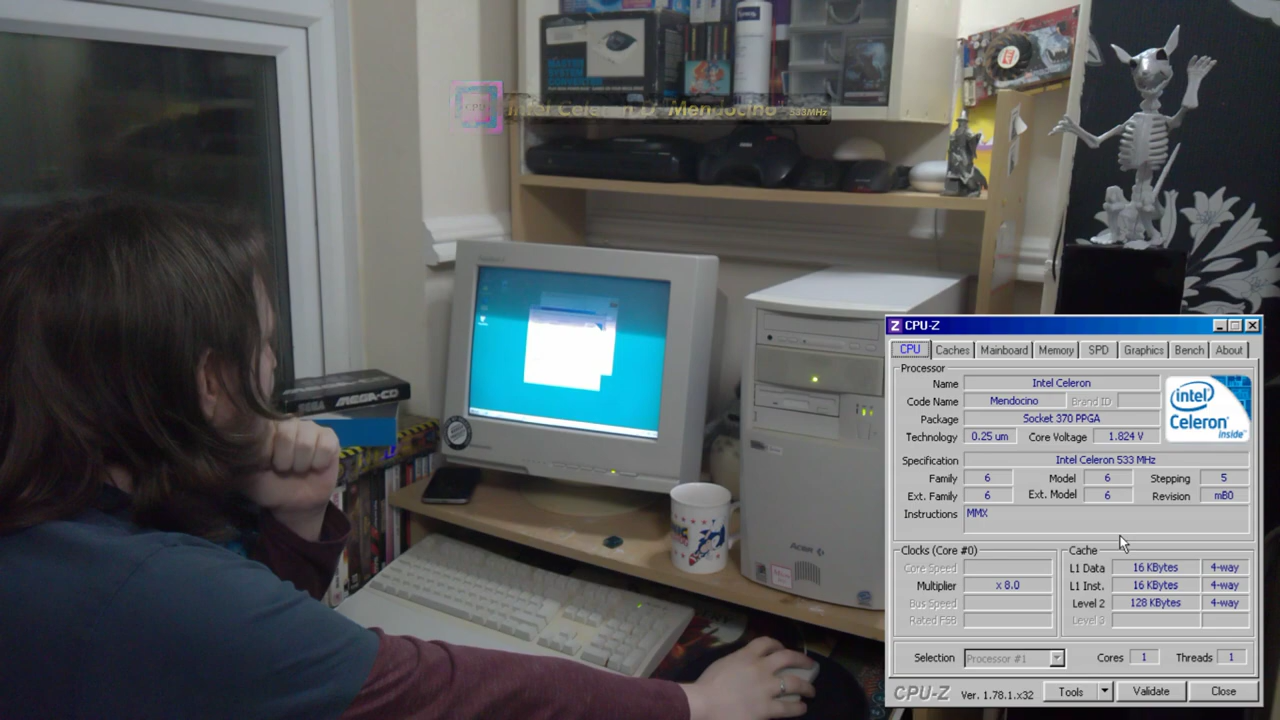 MASTER
SYSTEM
CONVERTER
CPU
Intel Celeron "Mendocino" 533MHz
SEGA MEGA-CD
Acer
CPU-Z
CPU Caches Mainboard Memory SPD Graphics Bench About
Processor
Name Intel Celeron
Code Name Mendocino Brand ID
Package Socket 370 PPGA
Technology 0.25 um Core Voltage 1.824 V
intel
Celeron
inside
Specification Intel Celeron 533 MHz
Family 6 Model 6 Stepping 5
Ext. Family 6 Ext. Model 6 Revision mB0
Instructions MMX
Clocks (Core #0)
Core Speed
Multiplier x 8.0
Bus Speed
Rated FSB
Cache
L1 Data 16 KBytes 4-way
L1 Inst. 16 KBytes 4-way
Level 2 128 KBytes 4-way
Level 3
Selection Processor #1 Cores 1 Threads 1
CPU-Z Ver. 1.78.1.x32 Tools Validate Close